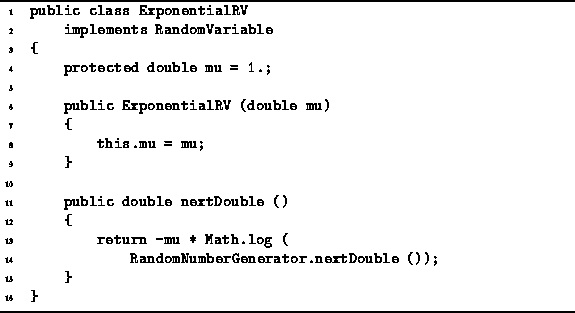 1 public class ExponentialRV
2     implements RandomVariable
3 {
4     protected double mu = 1.;
5
6     public ExponentialRV (double mu)
7     {
8         this.mu = mu;
9     }
10
11     public double nextDouble ()
12     {
13         return -mu * Math.log (
14             RandomNumberGenerator.nextDouble ());
15     }
16 }